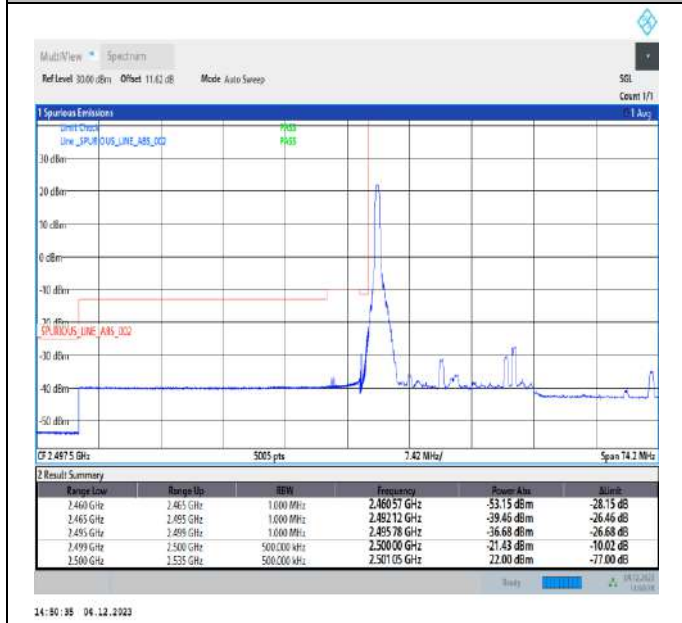 MultiView Spectrum
Ref Level 30.00 dBm Offset 11.62 dB Mode Auto Sweep SGL
Count 1/1
1 Spurious Emissions 1 Avg
Limit Check PASS
Line _SPURIOUS_LINE_ABS_002 PASS
30 dBm
20 dBm
10 dBm
0 dBm
-10 dBm
-20 dBm
_SPURIOUS_LINE_ABS_002
-30 dBm
-40 dBm
-50 dBm
CF 2.4975 GHz 5005 pts 7.42 MHz/ Span 74.2 MHz
2 Result Summary
Range Low Range Up RBW Frequency Power Abs ΔLimit
2.460 GHz 2.465 GHz 1.000 MHz 2.46057 GHz -53.15 dBm -28.15 dB
2.465 GHz 2.495 GHz 1.000 MHz 2.49212 GHz -39.46 dBm -26.46 dB
2.495 GHz 2.499 GHz 1.000 MHz 2.49578 GHz -36.68 dBm -26.68 dB
2.499 GHz 2.500 GHz 500.000 kHz 2.50000 GHz -21.43 dBm -10.02 dB
2.500 GHz 2.535 GHz 500.000 kHz 2.50105 GHz 22.00 dBm -77.00 dB
Ready
14:50:35 04.12.2023